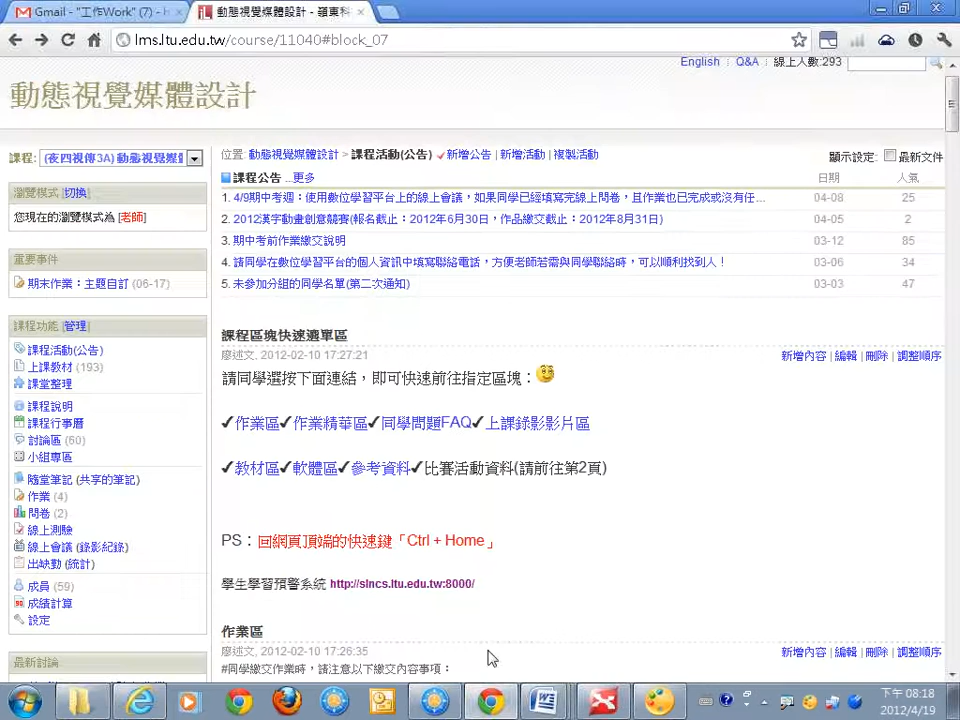 Gmail - "工作Work" (7) - h
動態視覺媒體設計 - 嶺東科
lms.ltu.edu.tw/course/11040#block_07
English | Q&A | 線上人數:293
動態視覺媒體設計
課程: (夜四視傳3A) 動態視覺媒
位置: 動態視覺媒體設計 > 課程活動(公告) 新增公告 | 新增活動 | 複製活動
顯示設定: 最新文件
瀏覽模式 [切換]
您現在的瀏覽模式為 [老師]
重要事件
期末作業：主題自訂 (06-17)
課程功能 [管理]
課程活動(公告)
上課教材 (193)
課堂整理
課程說明
課程行事曆
討論區 (60)
小組專區
隨堂筆記 (共享的筆記)
作業 (4)
問卷 (2)
線上測驗
線上會議 (錄影紀錄)
出缺勤 (統計)
成員 (59)
成績計算
設定
最新討論
課程公告 ...更多 日期 人氣
1. 4/9期中考週：使用數位學習平台上的線上會議，如果同學已經填寫完線上問卷，且作業也已完成或沒有任... 04-08 25
2. 2012漢字動畫創意競賽(報名截止：2012年6月30日，作品繳交截止：2012年8月31日) 04-05 2
3. 期中考前作業繳交說明 03-12 85
4. 請同學在數位學習平台的個人資訊中填寫聯絡電話，方便老師若需與同學聯絡時，可以順利找到人！ 03-06 34
5. 未參加分組的同學名單(第二次通知) 03-03 47
課程區塊快速選單區
廖述文, 2012-02-10 17:27:21 新增內容 | 編輯 | 刪除 | 調整順序
請同學選按下面連結，即可快速前往指定區塊：
✔作業區✔作業精華區✔同學問題FAQ✔上課錄影影片區
✔教材區✔軟體區✔參考資料✔比賽活動資料(請前往第2頁)
PS：回網頁頂端的快速鍵「Ctrl + Home」
學生學習預警系統 http://slncs.ltu.edu.tw:8000/
作業區
廖述文, 2012-02-10 17:26:35 新增內容 | 編輯 | 刪除 | 調整順序
#同學繳交作業時，請注意以下繳交內容事項：
下午 08:18
2012/4/19